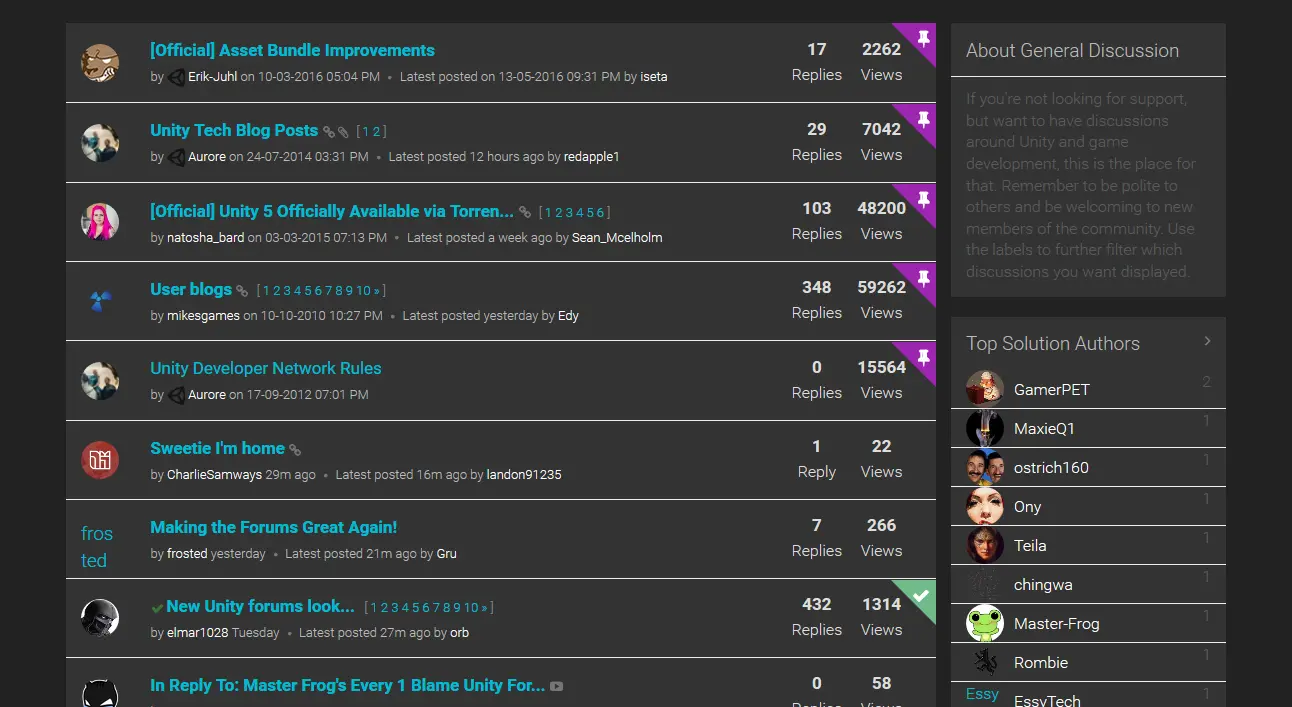 [Official] Asset Bundle Improvements
by Erik-Juhl on 10-03-2016 05:04 PM • Latest posted on 13-05-2016 09:31 PM by iseta
17 2262
Replies Views
Unity Tech Blog Posts [ 1 2 ]
by Aurore on 24-07-2014 03:31 PM • Latest posted 12 hours ago by redapple1
29 7042
Replies Views
[Official] Unity 5 Officially Available via Torren... [ 1 2 3 4 5 6 ]
by natosha_bard on 03-03-2015 07:13 PM • Latest posted a week ago by Sean_Mcelholm
103 48200
Replies Views
User blogs [ 1 2 3 4 5 6 7 8 9 10 » ]
by mikesgames on 10-10-2010 10:27 PM • Latest posted yesterday by Edy
348 59262
Replies Views
Unity Developer Network Rules
by Aurore on 17-09-2012 07:01 PM
0 15564
Replies Views
Sweetie I'm home
by CharlieSamways 29m ago • Latest posted 16m ago by landon91235
1 22
Reply Views
fros
ted
Making the Forums Great Again!
by frosted yesterday • Latest posted 21m ago by Gru
7 266
Replies Views
New Unity forums look... [ 1 2 3 4 5 6 7 8 9 10 » ]
by elmar1028 Tuesday • Latest posted 27m ago by orb
432 1314
Replies Views
In Reply To: Master Frog's Every 1 Blame Unity For...
0 58
Replies Views
About General Discussion
If you're not looking for support,
but want to have discussions
around Unity and game
development, this is the place for
that. Remember to be polite to
others and be welcoming to new
members of the community. Use
the labels to further filter which
discussions you want displayed.
Top Solution Authors
GamerPET 2
MaxieQ1 1
ostrich160 1
Ony 1
Teila 1
chingwa 1
Master-Frog 1
Rombie 1
Essy EssyTech 1